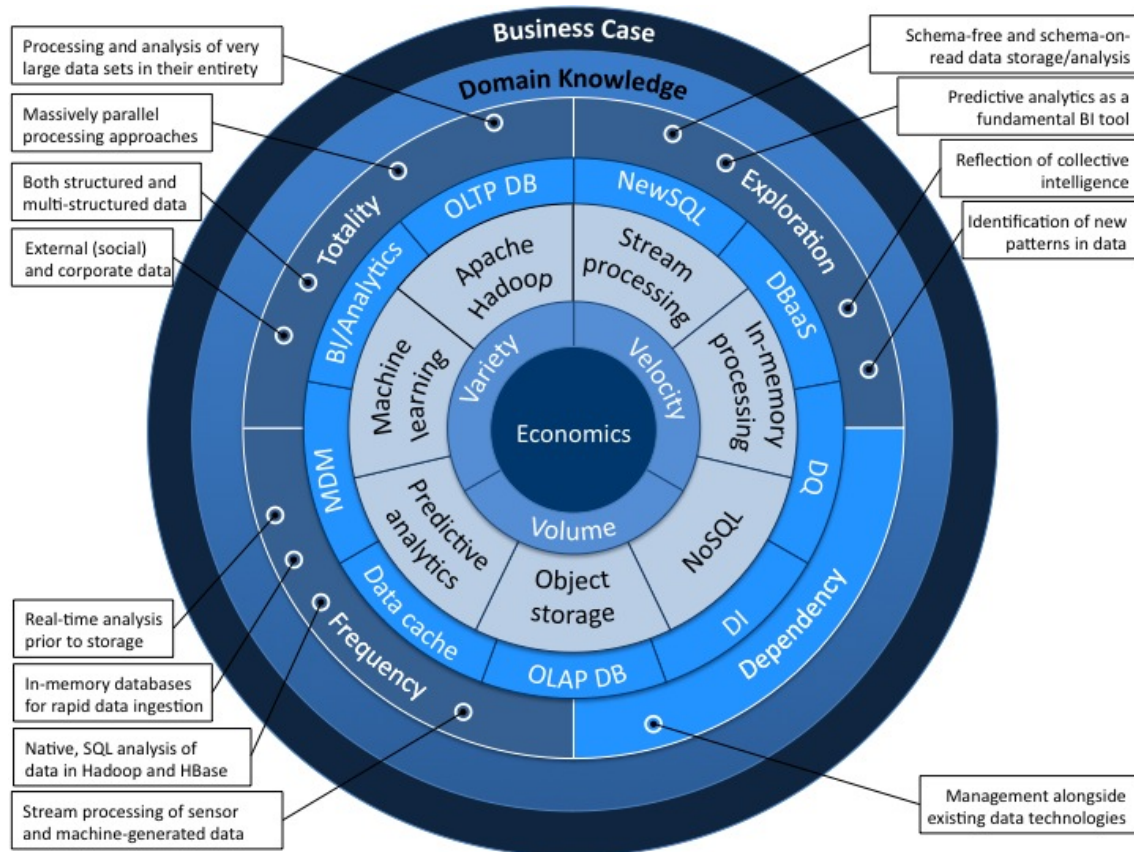 Business Case
Domain Knowledge
Processing and analysis of very
large data sets in their entirety
Massively parallel
processing approaches
Both structured and
multi-structured data
External (social)
and corporate data
Schema-free and schema-on-
read data storage/analysis
Predictive analytics as a
fundamental BI tool
Reflection of collective
intelligence
Identification of new
patterns in data
Totality
Exploration
Dependency
Frequency
OLTP DB
NewSQL
DBaaS
DQ
DI
OLAP DB
Data cache
MDM
BI/Analytics
Apache
Hadoop
Stream
processing
In-memory
processing
NoSQL
Object
storage
Predictive
analytics
Machine
learning
Variety
Velocity
Volume
Economics
Real-time analysis
prior to storage
In-memory databases
for rapid data ingestion
Native, SQL analysis of
data in Hadoop and HBase
Stream processing of sensor
and machine-generated data
Management alongside
existing data technologies